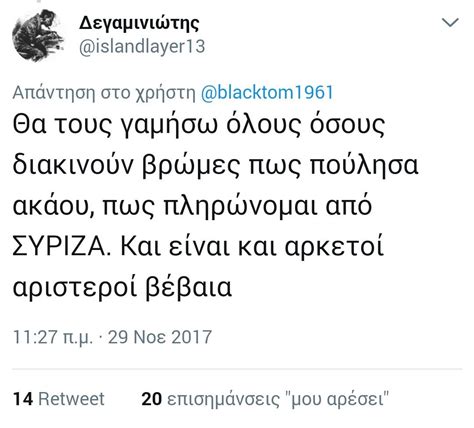 Δεγαμινιώτης
@islandlayer13
Απάντηση στο χρήστη @blacktom1961
Θα τους γαμήσω όλους όσους
διακινούν βρώμες πως πούλησα
ακάου, πως πληρώνομαι από
ΣΥΡΙΖΑ. Και είναι και αρκετοί
αριστεροί βέβαια
11:27 π.μ. · 29 Νοε 2017
14 Retweet 20 επισημάνσεις "μου αρέσει"